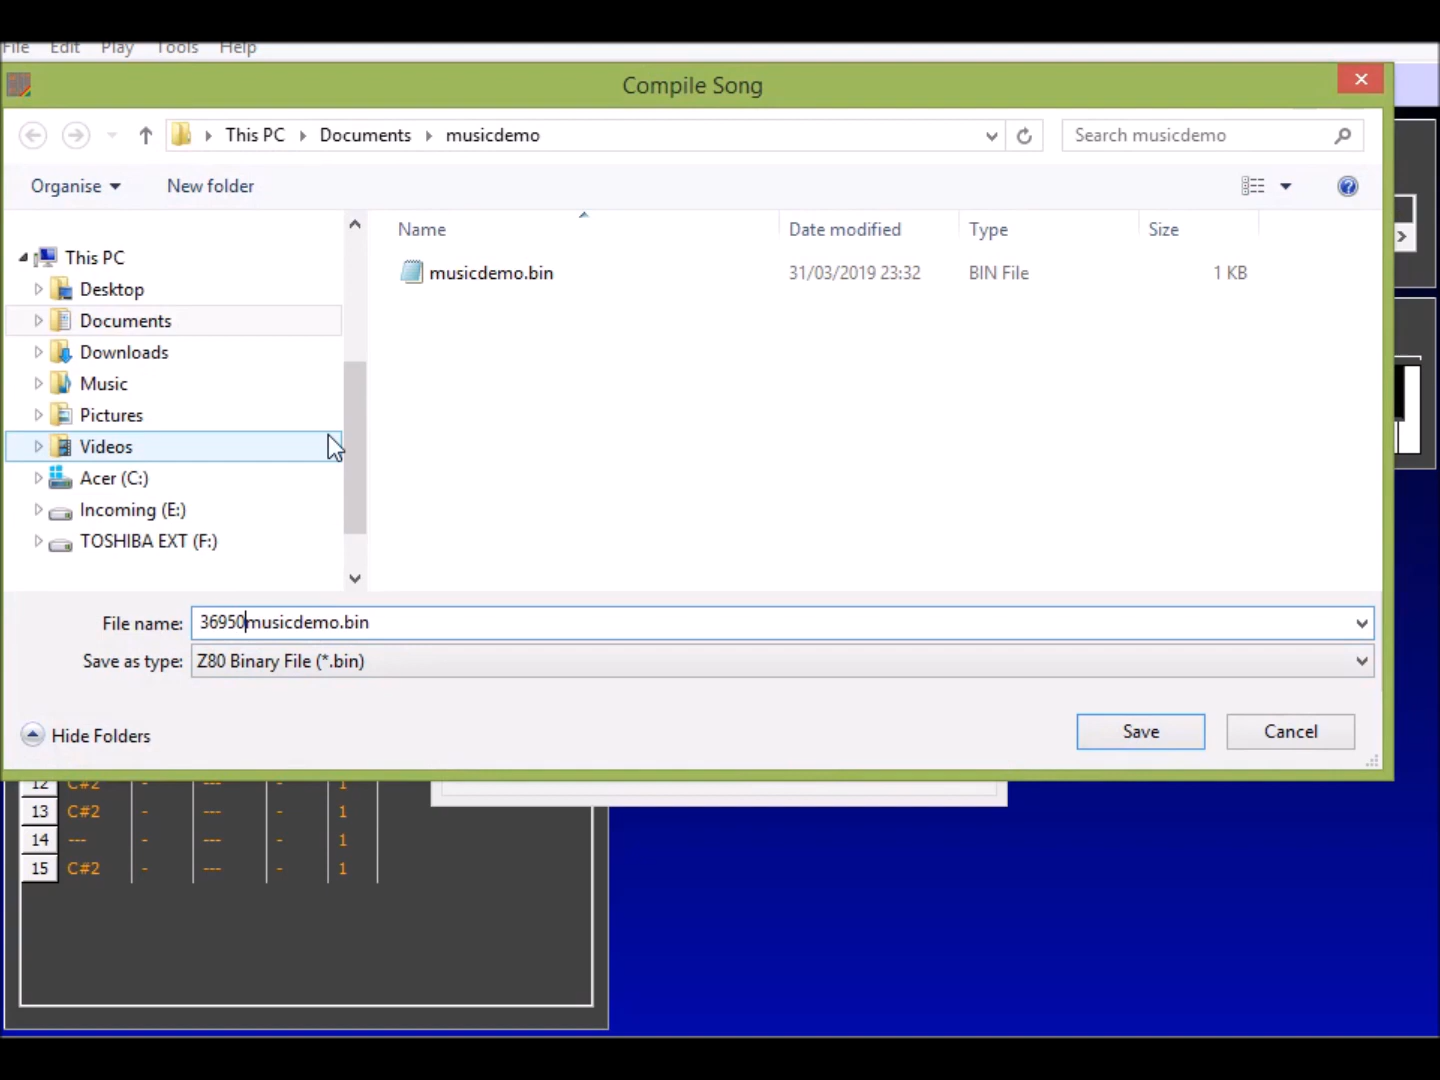 File Edit Play Tools Help
Compile Song
This PC Documents musicdemo
Search musicdemo
Organise New folder
Name Date modified Type Size
musicdemo.bin 31/03/2019 23:32 BIN File 1 KB
This PC
Desktop
Documents
Downloads
Music
Pictures
Videos
Acer (C:)
Incoming (E:)
TOSHIBA EXT (F:)
File name: 36950musicdemo.bin
Save as type: Z80 Binary File (*.bin)
Hide Folders Save Cancel
12 C#2 - --- - 1
13 C#2 - --- - 1
14 --- - --- - 1
15 C#2 - --- - 1